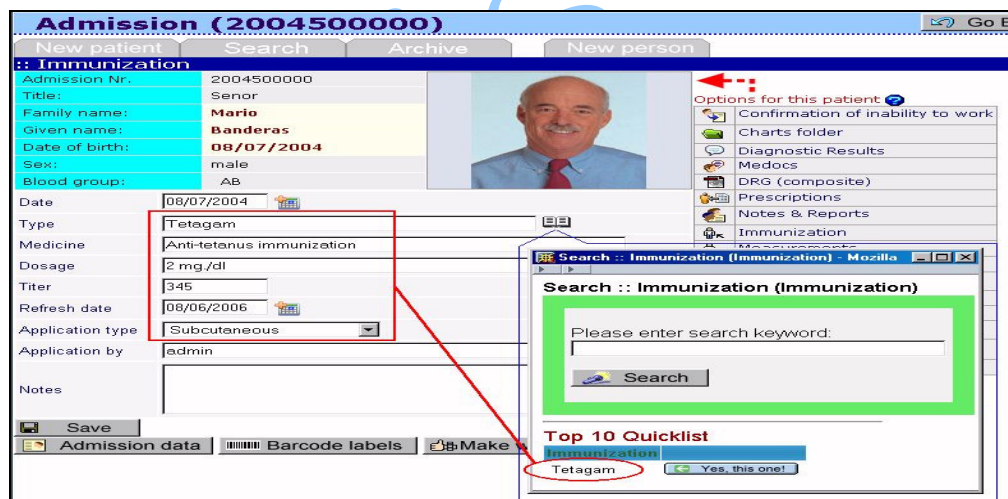 Admission (2004500000)
Go B
New patient Search Archive New person
:: Immunization
Admission Nr. 2004500000
Title: Senor
Family name: Mario
Given name: Banderas
Date of birth: 08/07/2004
Sex: male
Blood group: AB
Options for this patient
Confirmation of inability to work
Charts folder
Diagnostic Results
Medocs
DRG (composite)
Prescriptions
Notes & Reports
Immunization
Measurements
Date 08/07/2004
Type Tetagam
Medicine Anti-tetanus immunization
Dosage 2 mg./dl
Titer 345
Refresh date 08/06/2006
Application type Subcutaneous
Application by admin
Notes
Save
Admission data Barcode labels Make w
Search :: Immunization (Immunization) - Mozilla
Search :: Immunization (Immunization)
Please enter search keyword:
Search
Top 10 Quicklist
Immunization
Tetagam Yes, this one!